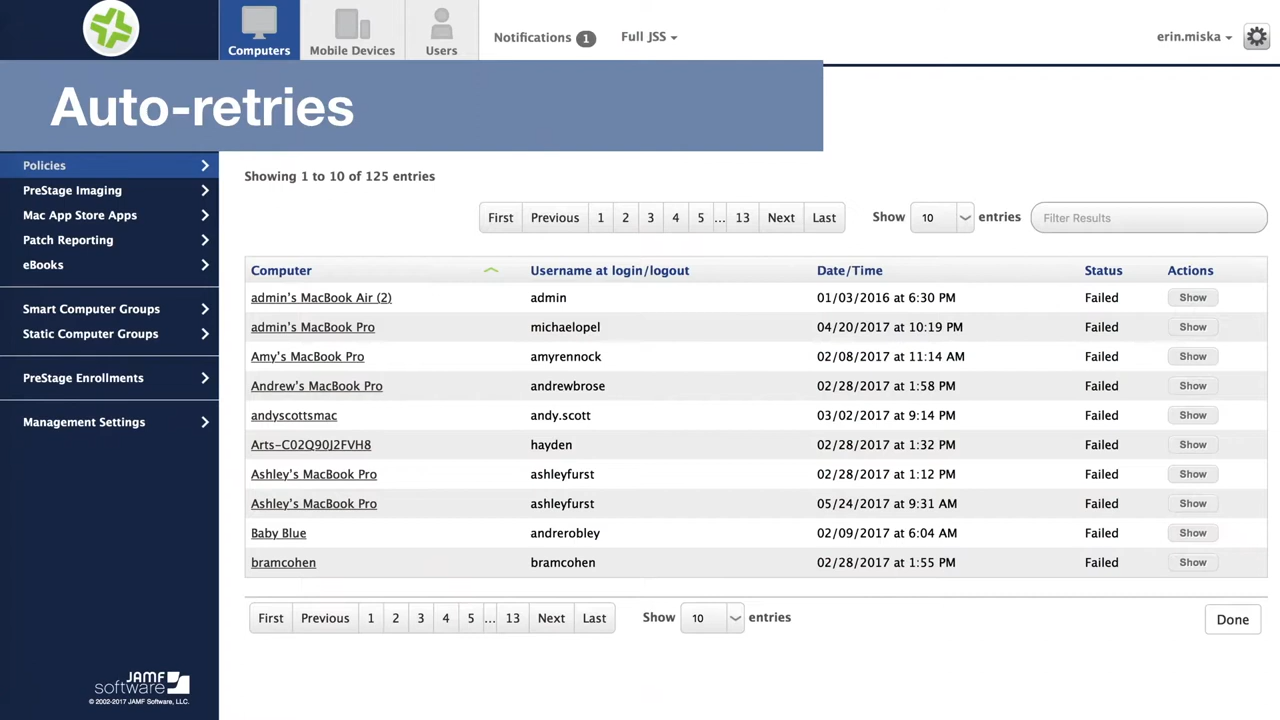 Computers
Mobile Devices
Users
Notifications 1
Full JSS
erin.miska
Auto-retries
Policies
PreStage Imaging
Mac App Store Apps
Patch Reporting
eBooks
Smart Computer Groups
Static Computer Groups
PreStage Enrollments
Management Settings
JAMF
software
© 2002-2017 JAMF Software, LLC.
Showing 1 to 10 of 125 entries
First Previous 1 2 3 4 5 ... 13 Next Last Show 10 entries Filter Results
Computer Username at login/logout Date/Time Status Actions
admin's MacBook Air (2) admin 01/03/2016 at 6:30 PM Failed Show
admin's MacBook Pro michaelopel 04/20/2017 at 10:19 PM Failed Show
Amy's MacBook Pro amyrennock 02/08/2017 at 11:14 AM Failed Show
Andrew's MacBook Pro andrewbrose 02/28/2017 at 1:58 PM Failed Show
andyscottsmac andy.scott 03/02/2017 at 9:14 PM Failed Show
Arts-C02Q90J2FVH8 hayden 02/28/2017 at 1:32 PM Failed Show
Ashley's MacBook Pro ashleyfurst 02/28/2017 at 1:12 PM Failed Show
Ashley's MacBook Pro ashleyfurst 05/24/2017 at 9:31 AM Failed Show
Baby Blue andrerobley 02/09/2017 at 6:04 AM Failed Show
bramcohen bramcohen 02/28/2017 at 1:55 PM Failed Show
First Previous 1 2 3 4 5 ... 13 Next Last Show 10 entries
Done